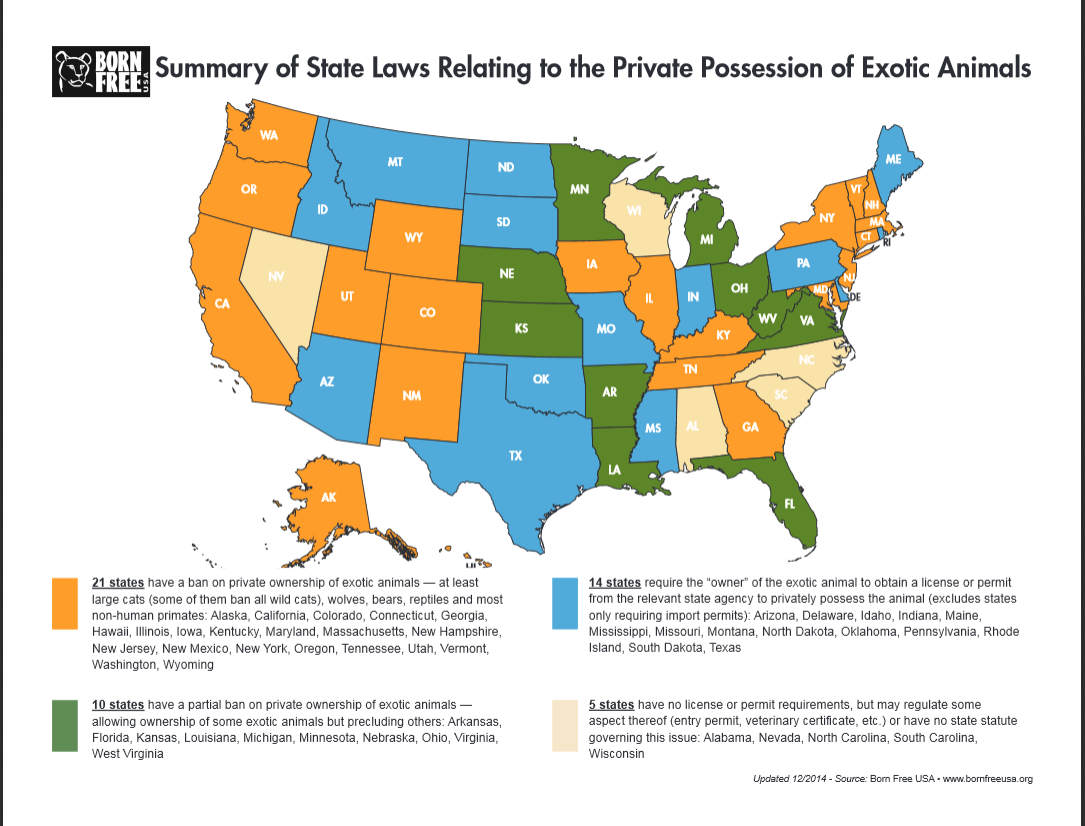 BORN
FREE
USA
Summary of State Laws Relating to the Private Possession of Exotic Animals
WA
MT
ND
MN
ME
OR
ID
SD
WI
MI
NY
VT
NH
MA
CT
RI
WY
NE
IA
PA
NJ
NV
UT
CO
KS
IL
IN
OH
MD
DE
CA
MO
KY
WV
VA
AZ
NM
OK
AR
TN
NC
SC
TX
LA
MS
AL
GA
FL
AK
21 states have a ban on private ownership of exotic animals — at least
large cats (some of them ban all wild cats), wolves, bears, reptiles and most
non-human primates: Alaska, California, Colorado, Connecticut, Georgia,
Hawaii, Illinois, Iowa, Kentucky, Maryland, Massachusetts, New Hampshire,
New Jersey, New Mexico, New York, Oregon, Tennessee, Utah, Vermont,
Washington, Wyoming
14 states require the “owner” of the exotic animal to obtain a license or permit
from the relevant state agency to privately possess the animal (excludes states
only requiring import permits): Arizona, Delaware, Idaho, Indiana, Maine,
Mississippi, Missouri, Montana, North Dakota, Oklahoma, Pennsylvania, Rhode
Island, South Dakota, Texas
10 states have a partial ban on private ownership of exotic animals —
allowing ownership of some exotic animals but precluding others: Arkansas,
Florida, Kansas, Louisiana, Michigan, Minnesota, Nebraska, Ohio, Virginia,
West Virginia
5 states have no license or permit requirements, but may regulate some
aspect thereof (entry permit, veterinary certificate, etc.) or have no state statute
governing this issue: Alabama, Nevada, North Carolina, South Carolina,
Wisconsin
Updated 12/2014 - Source: Born Free USA • www.bornfreeusa.org